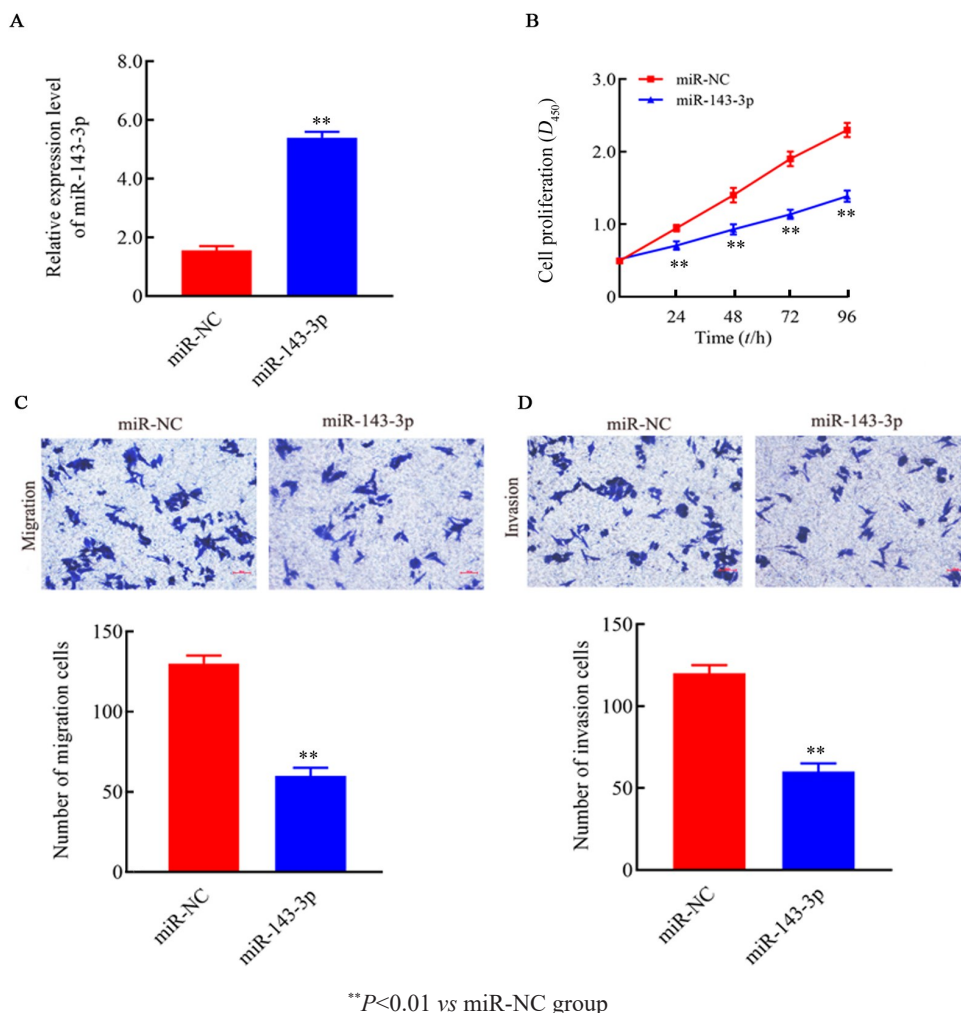 A
Relative expression level
of miR-143-3p
8.0
6.0
4.0
2.0
0
**
miR-NC
miR-143-3p
B
Cell proliferation (D450)
3.0
2.0
1.0
0
miR-NC
miR-143-3p
**
**
**
**
24 48 72 96
Time (t/h)
C
miR-NC miR-143-3p
Migration
Number of migration cells
150
100
50
0
**
miR-NC
miR-143-3p
D
miR-NC miR-143-3p
Invasion
Number of invasion cells
150
100
50
0
**
miR-NC
miR-143-3p
**P<0.01 vs miR-NC group